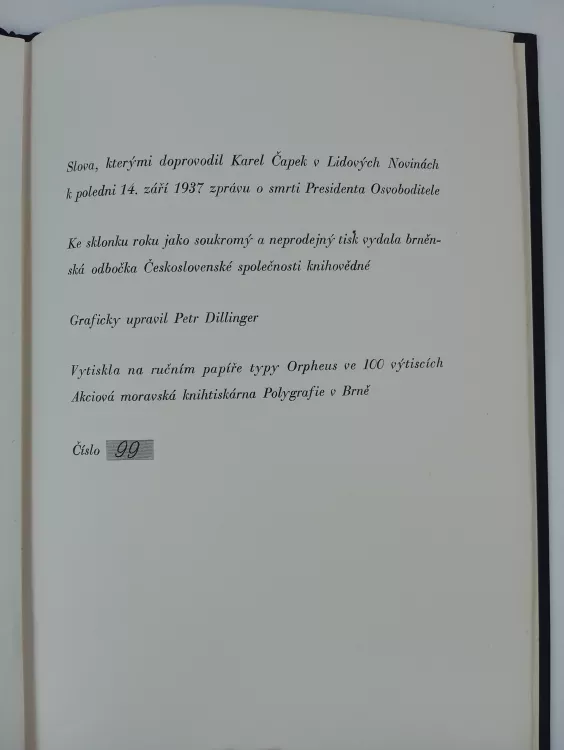 Slova, kterými doprovodil Karel Čapek v Lidových Novinách
k poledni 14. září 1937 zprávu o smrti Presidenta Osvoboditele
Ke sklonku roku jako soukromý a neprodejný tisk vydala brněn-
ská odbočka Československé společnosti knihovědné
Graficky upravil Petr Dillinger
Vytiskla na ručním papíře typy Orpheus ve 100 výtiscích
Akciová moravská knihtiskárna Polygrafie v Brně
Číslo 99